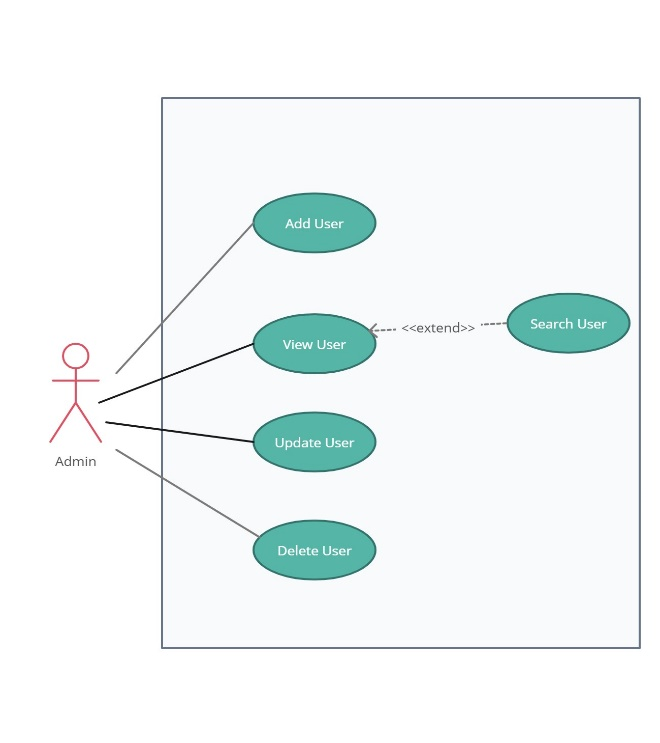 Add User
View User
<<extend>>
Search User
Update User
Admin
Delete User